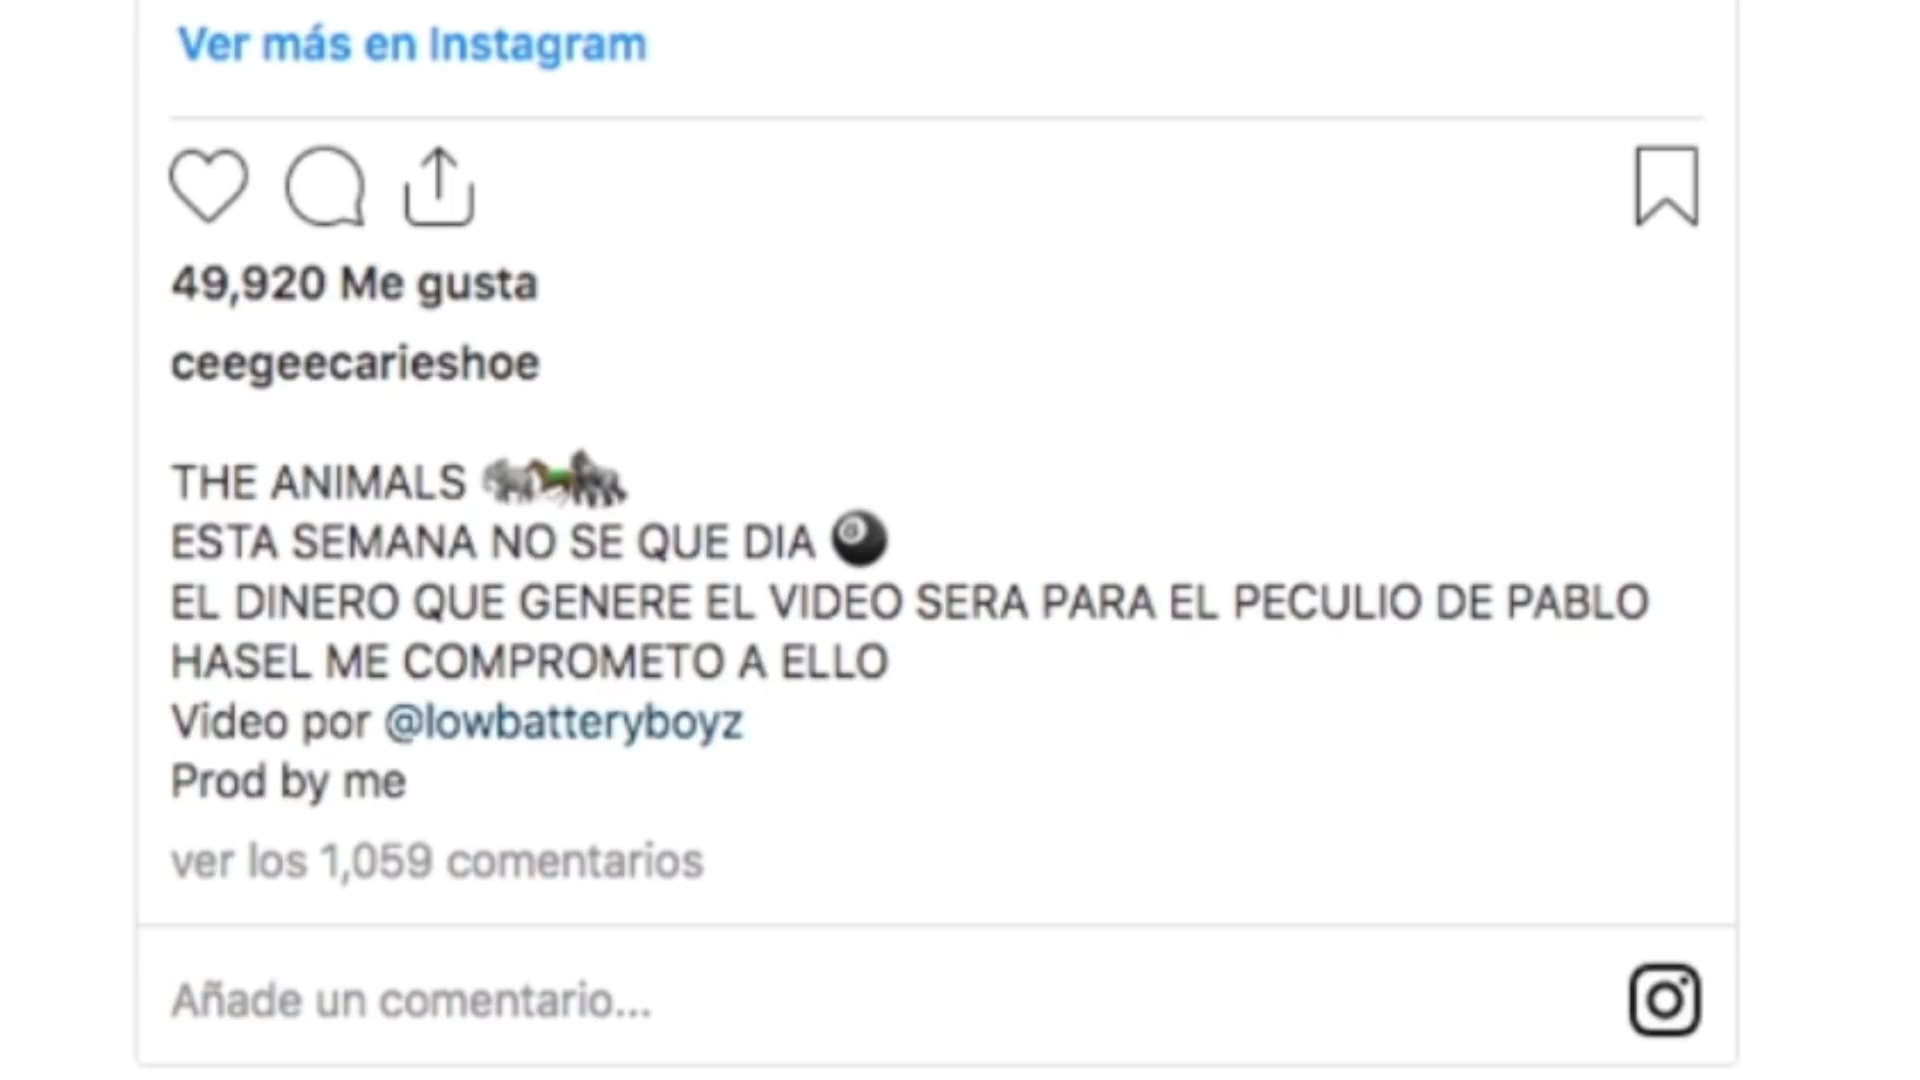 Ver más en Instagram
49,920 Me gusta
ceegeecarieshoe
THE ANIMALS
ESTA SEMANA NO SE QUE DIA
EL DINERO QUE GENERE EL VIDEO SERA PARA EL PECULIO DE PABLO
HASEL ME COMPROMETO A ELLO
Video por @lowbatteryboyz
Prod by me
ver los 1,059 comentarios
Añade un comentario...